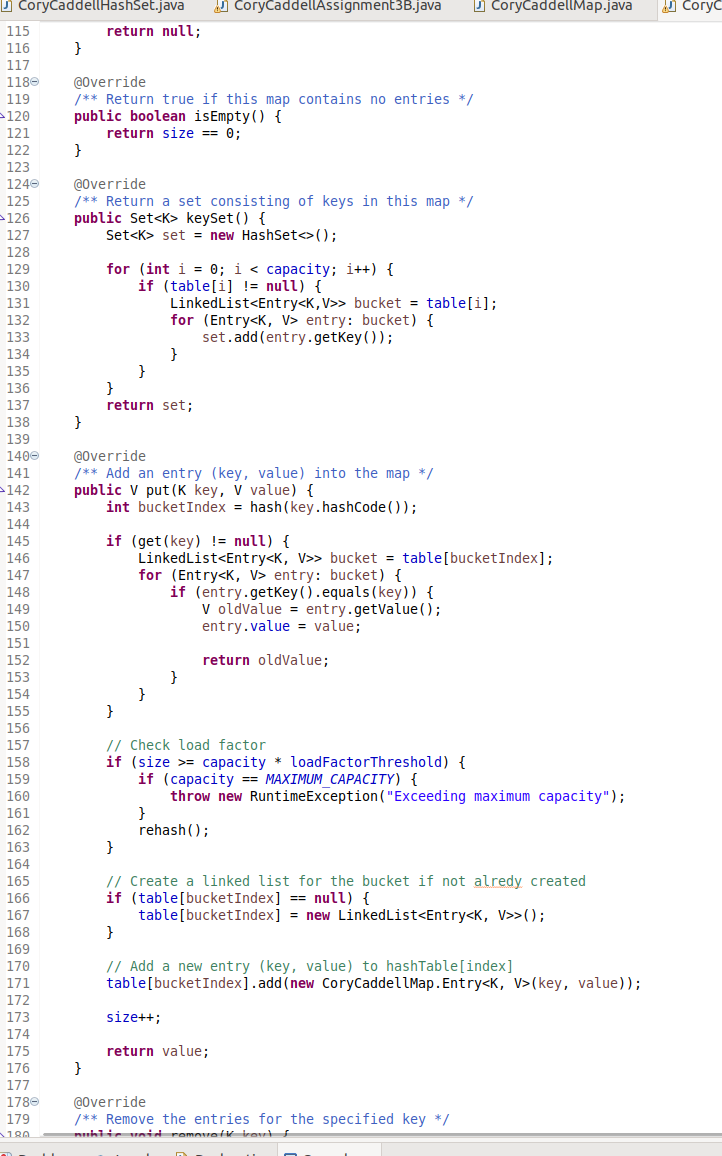 CoryCaddellHashSet.java CoryCaddellAssignment3B.java CoryCaddellMap.java CoryC
115 return null;
116 }
117
118 @Override
119 /** Return true if this map contains no entries */
120 public boolean isEmpty() {
121 return size == 0;
122 }
123
124 @Override
125 /** Return a set consisting of keys in this map */
126 public Set<K> keySet() {
127 Set<K> set = new HashSet<>();
128
129 for (int i = 0; i < capacity; i++) {
130 if (table[i] != null) {
131 LinkedList<Entry<K,V>> bucket = table[i];
132 for (Entry<K, V> entry: bucket) {
133 set.add(entry.getKey());
134 }
135 }
136 }
137 return set;
138 }
139
140 @Override
141 /** Add an entry (key, value) into the map */
142 public V put(K key, V value) {
143 int bucketIndex = hash(key.hashCode());
144
145 if (get(key) != null) {
146 LinkedList<Entry<K, V>> bucket = table[bucketIndex];
147 for (Entry<K, V> entry: bucket) {
148 if (entry.getKey().equals(key)) {
149 V oldValue = entry.getValue();
150 entry.value = value;
151
152 return oldValue;
153 }
154 }
155 }
156
157 // Check load factor
158 if (size >= capacity * loadFactorThreshold) {
159 if (capacity == MAXIMUM_CAPACITY) {
160 throw new RuntimeException("Exceeding maximum capacity");
161 }
162 rehash();
163 }
164
165 // Create a linked list for the bucket if not alredy created
166 if (table[bucketIndex] == null) {
167 table[bucketIndex] = new LinkedList<Entry<K, V>>();
168 }
169
170 // Add a new entry (key, value) to hashTable[index]
171 table[bucketIndex].add(new CoryCaddellMap.Entry<K, V>(key, value));
172
173 size++;
174
175 return value;
176 }
177
178 @Override
179 /** Remove the entries for the specified key */
180 public void remove(K key) {